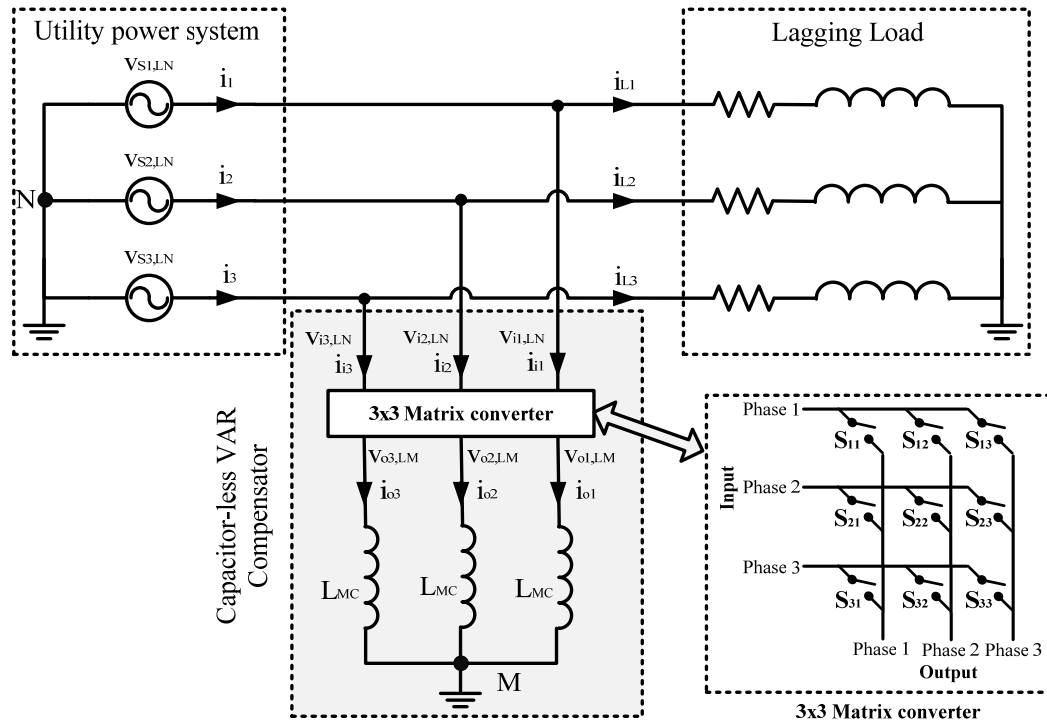 Utility power system
Lagging Load
vS1,LN
i1
iL1
vS2,LN
i2
iL2
N
vS3,LN
i3
iL3
vi3,LN
vi2,LN
vi1,LN
ii3
ii2
ii1
3x3 Matrix converter
vo3,LM
vo2,LM
vo1,LM
io3
io2
io1
LMC
LMC
LMC
M
Capacitor-less VAR
Compensator
Phase 1
S11
S12
S13
Input
Phase 2
S21
S22
S23
Phase 3
S31
S32
S33
Phase 1
Phase 2
Phase 3
Output
3x3 Matrix converter